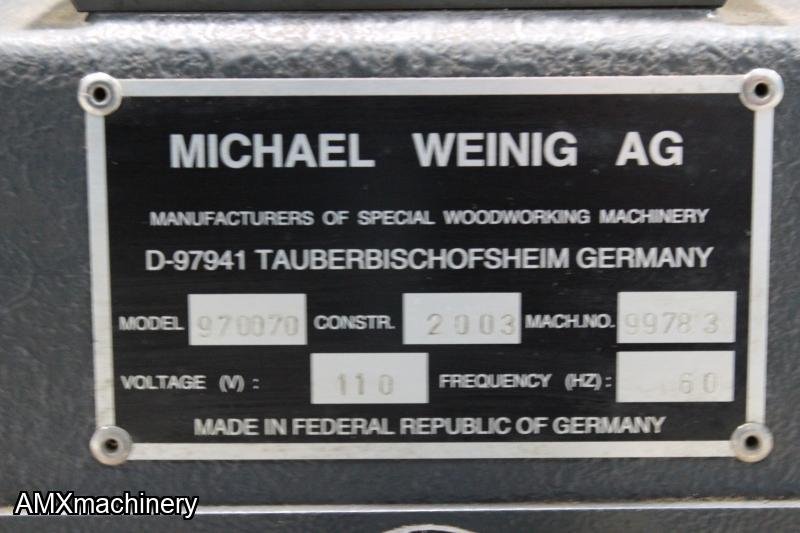 MICHAEL WEINIG AG
MANUFACTURERS OF SPECIAL WOODWORKING MACHINERY
D-97941 TAUBERBISCHOFSHEIM GERMANY
MODEL 970070 CONSTR. 2003 MACH.NO. 99783
VOLTAGE (V) : 110 FREQUENCY (HZ) : 60
MADE IN FEDERAL REPUBLIC OF GERMANY
AMXmachinery